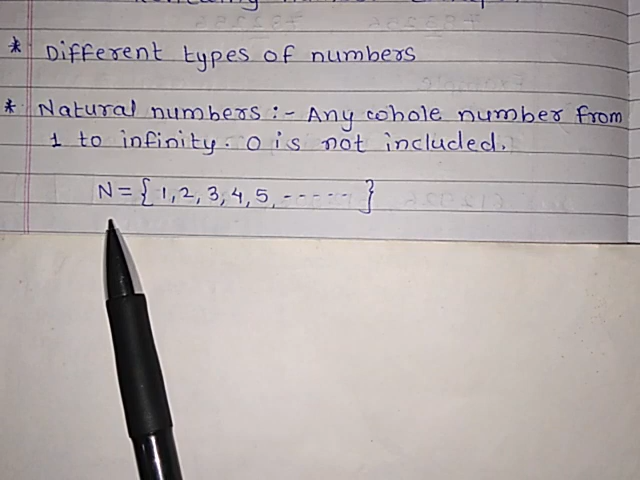 * Different types of numbers
* Natural numbers :- Any whole number from
1 to infinity. 0 is not included.
N = { 1, 2, 3, 4, 5, ----- }